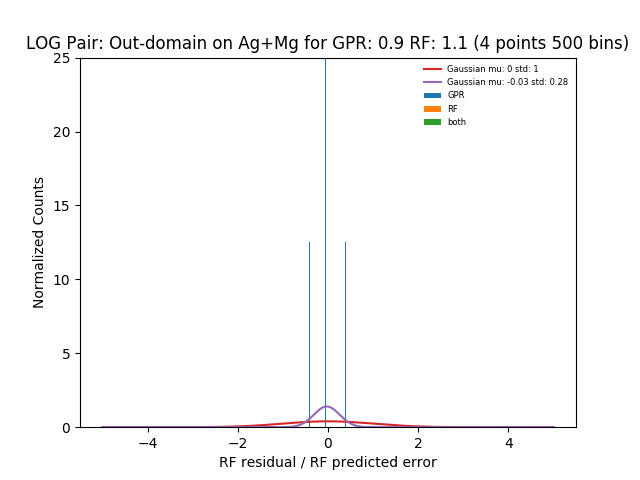 LOG Pair: Out-domain on Ag+Mg for GPR: 0.9 RF: 1.1 (4 points 500 bins)
Gaussian mu: 0 std: 1
Gaussian mu: -0.03 std: 0.28
GPR
RF
both
Normalized Counts
25
20
15
10
5
0
−4 −2 0 2 4
RF residual / RF predicted error